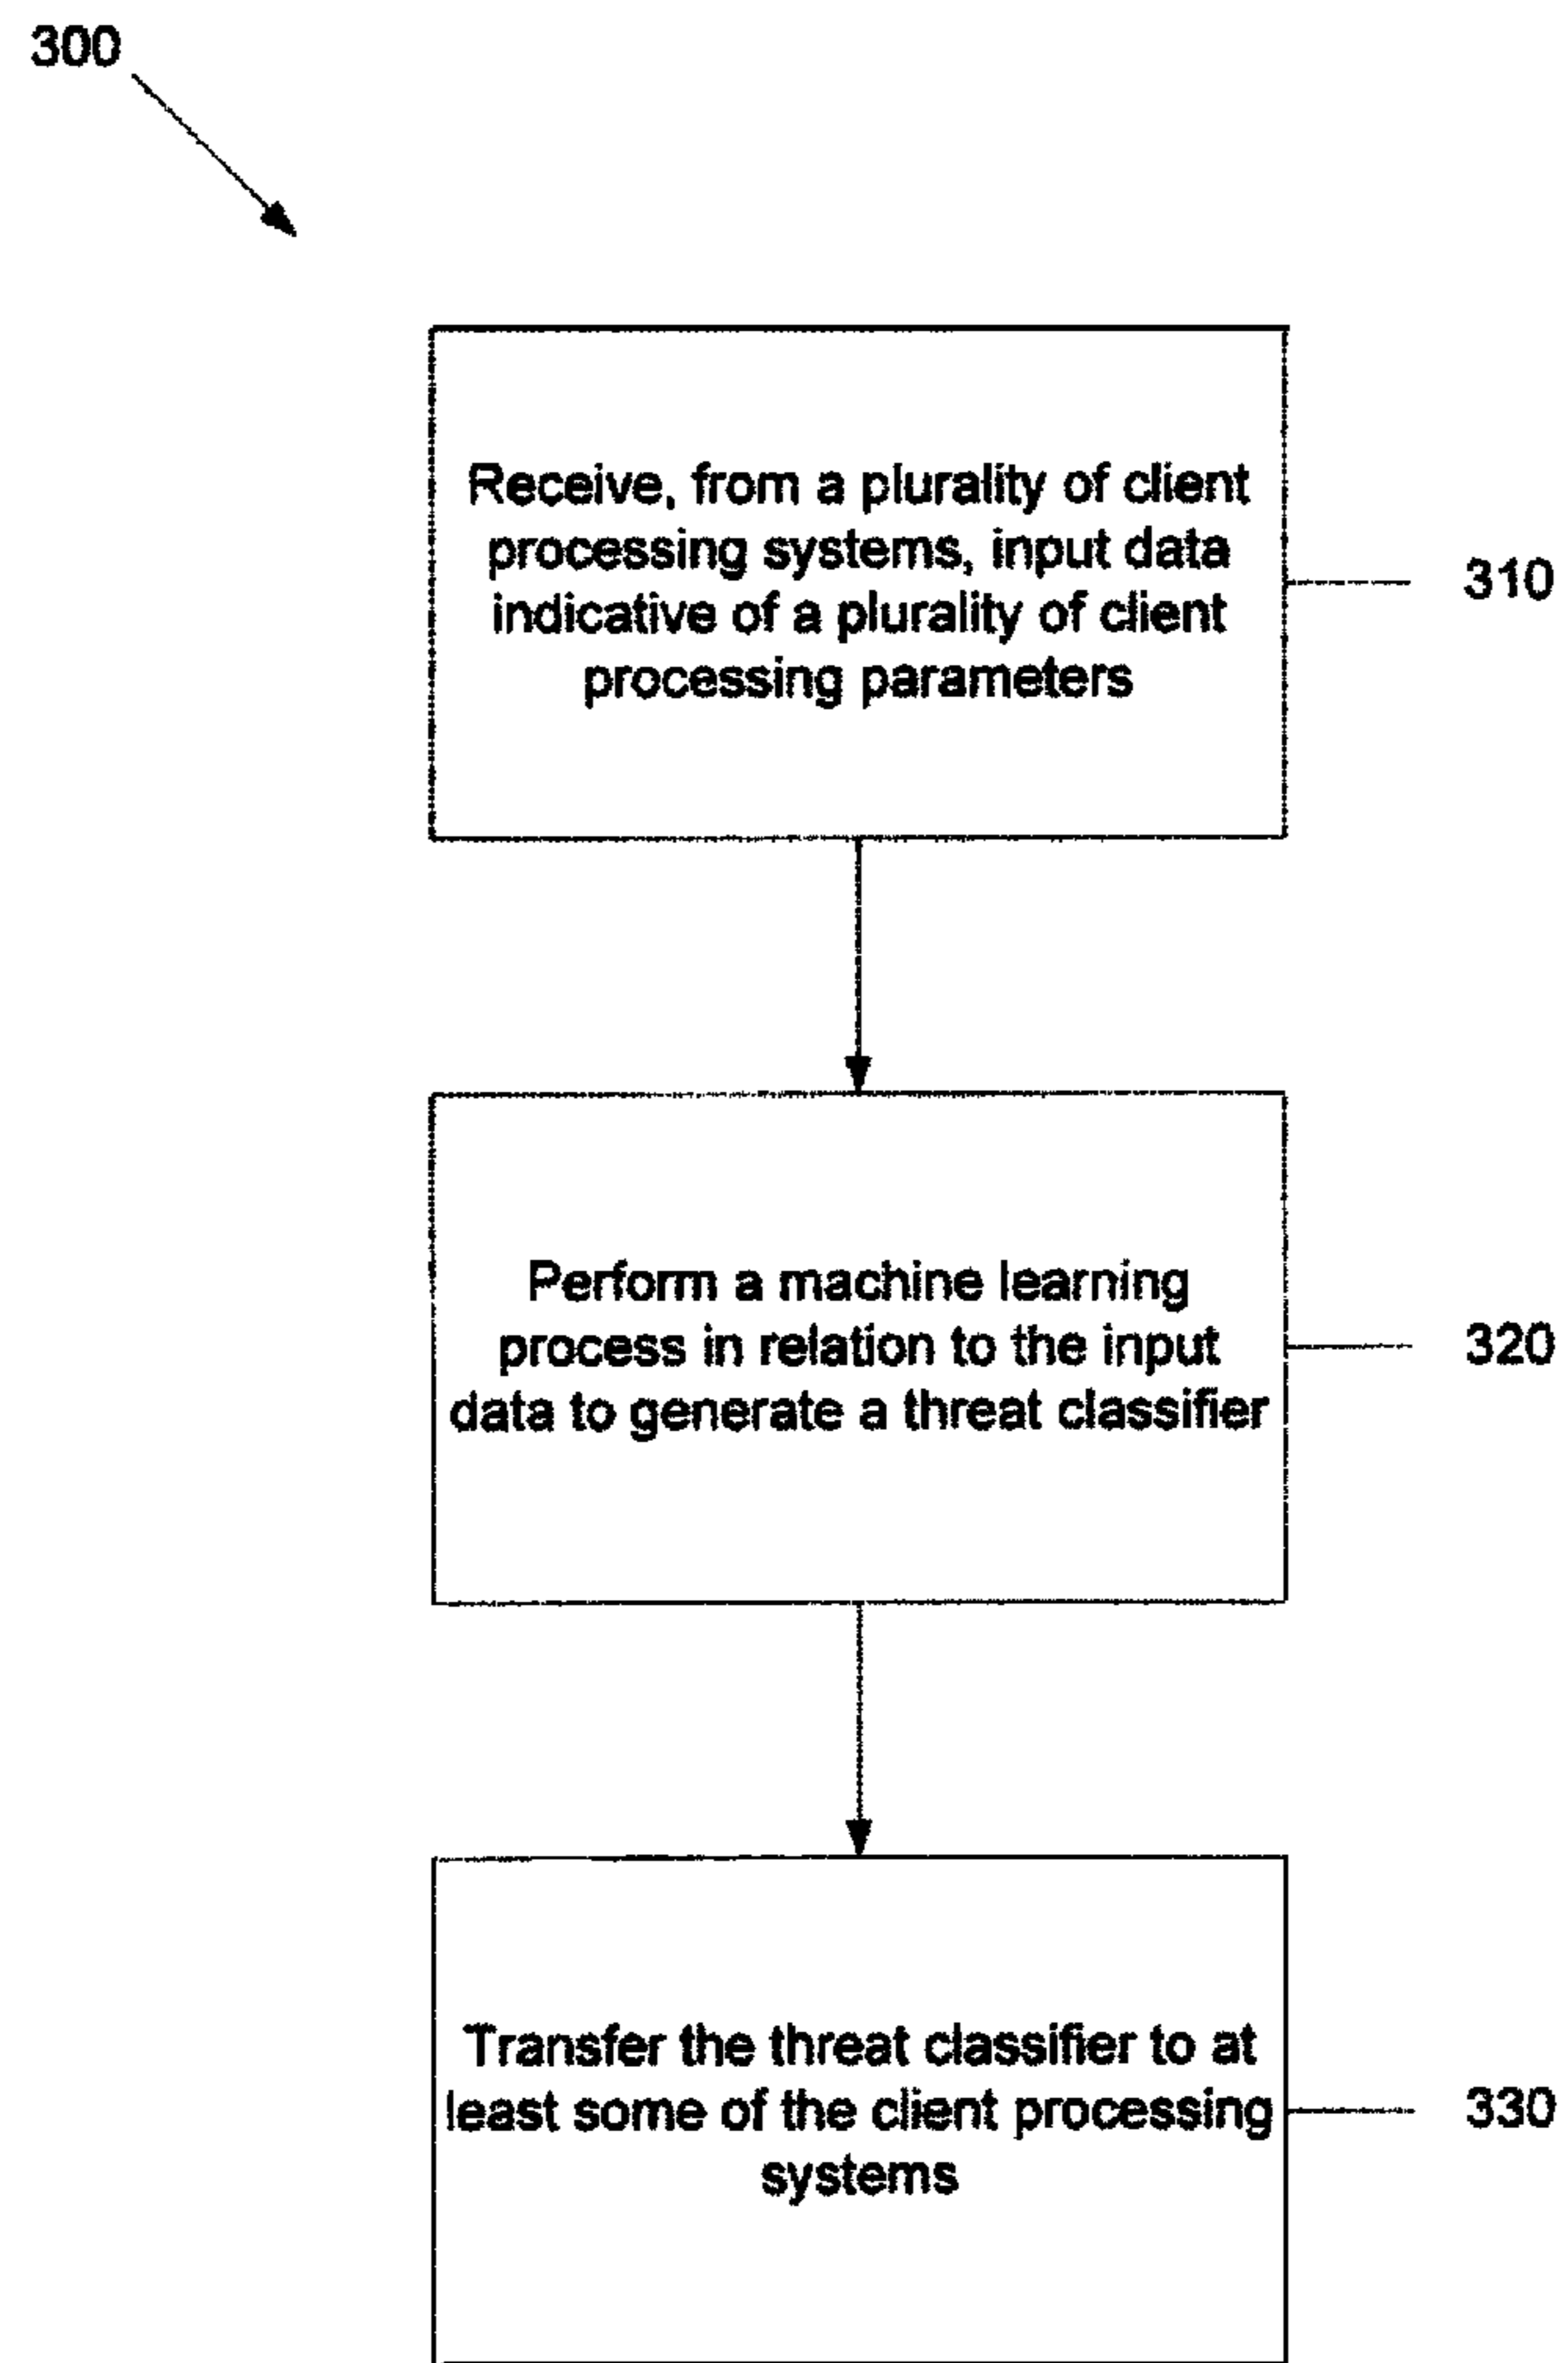 300
Receive, from a plurality of client
processing systems, input data
indicative of a plurality of client
processing parameters
310
Perform a machine learning
process in relation to the input
data to generate a threat classifier
320
Transfer the threat classifier to at
least some of the client processing
systems
330